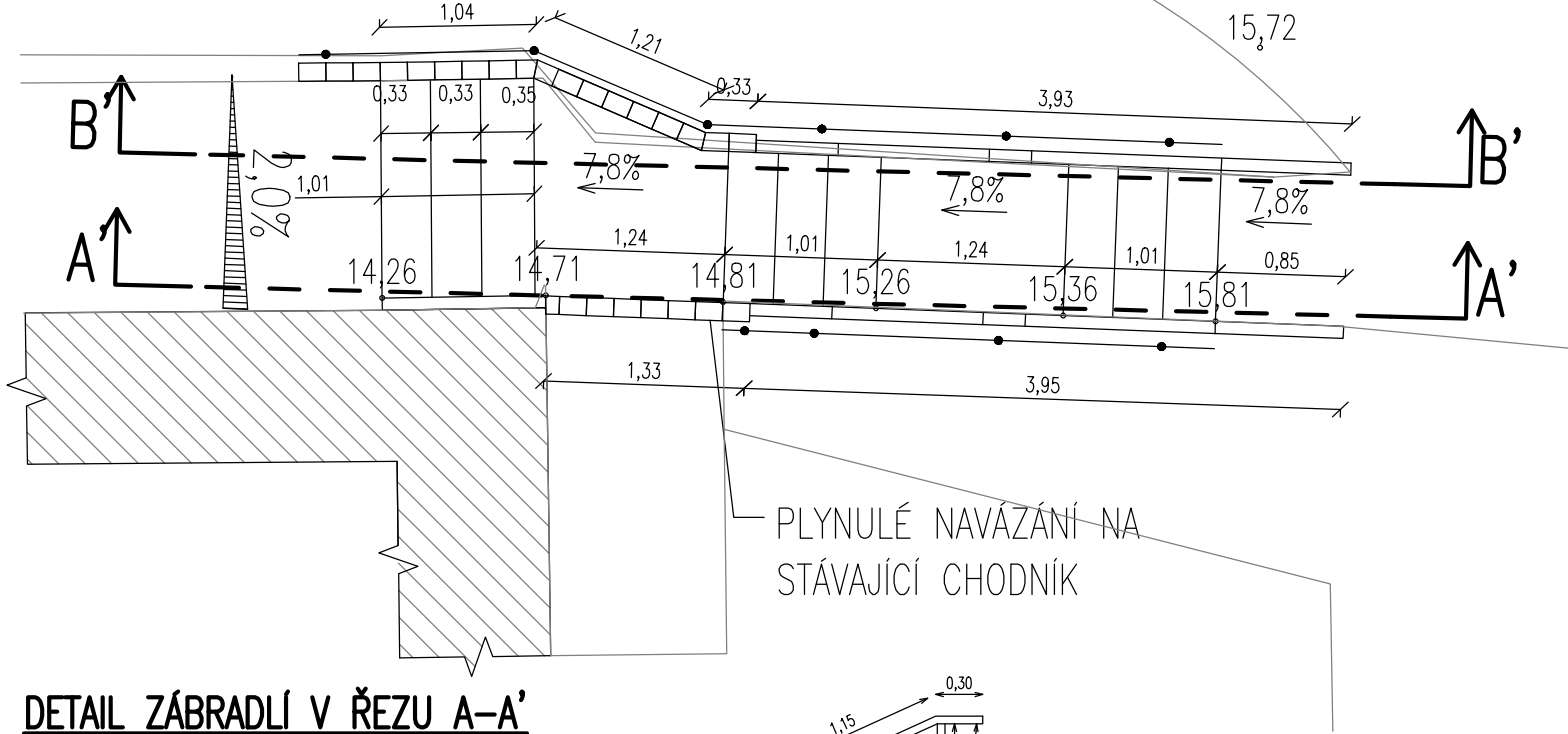 1,04
15,72
1,21
0,33
3,93
0,33 0,33 0,35
B' B'
7,8%
2,0%
1,01
7,8%
7,8%
1,24
1,01
1,24
1,01
0,85
A' A'
14,26 14,71 14,81 15,26 15,36 15,81
1,33
3,95
PLYNULÉ NAVÁZÁNÍ NA
STÁVAJÍCÍ CHODNÍK
0,30
1,15
DETAIL ZÁBRADLÍ V ŘEZU A-A'